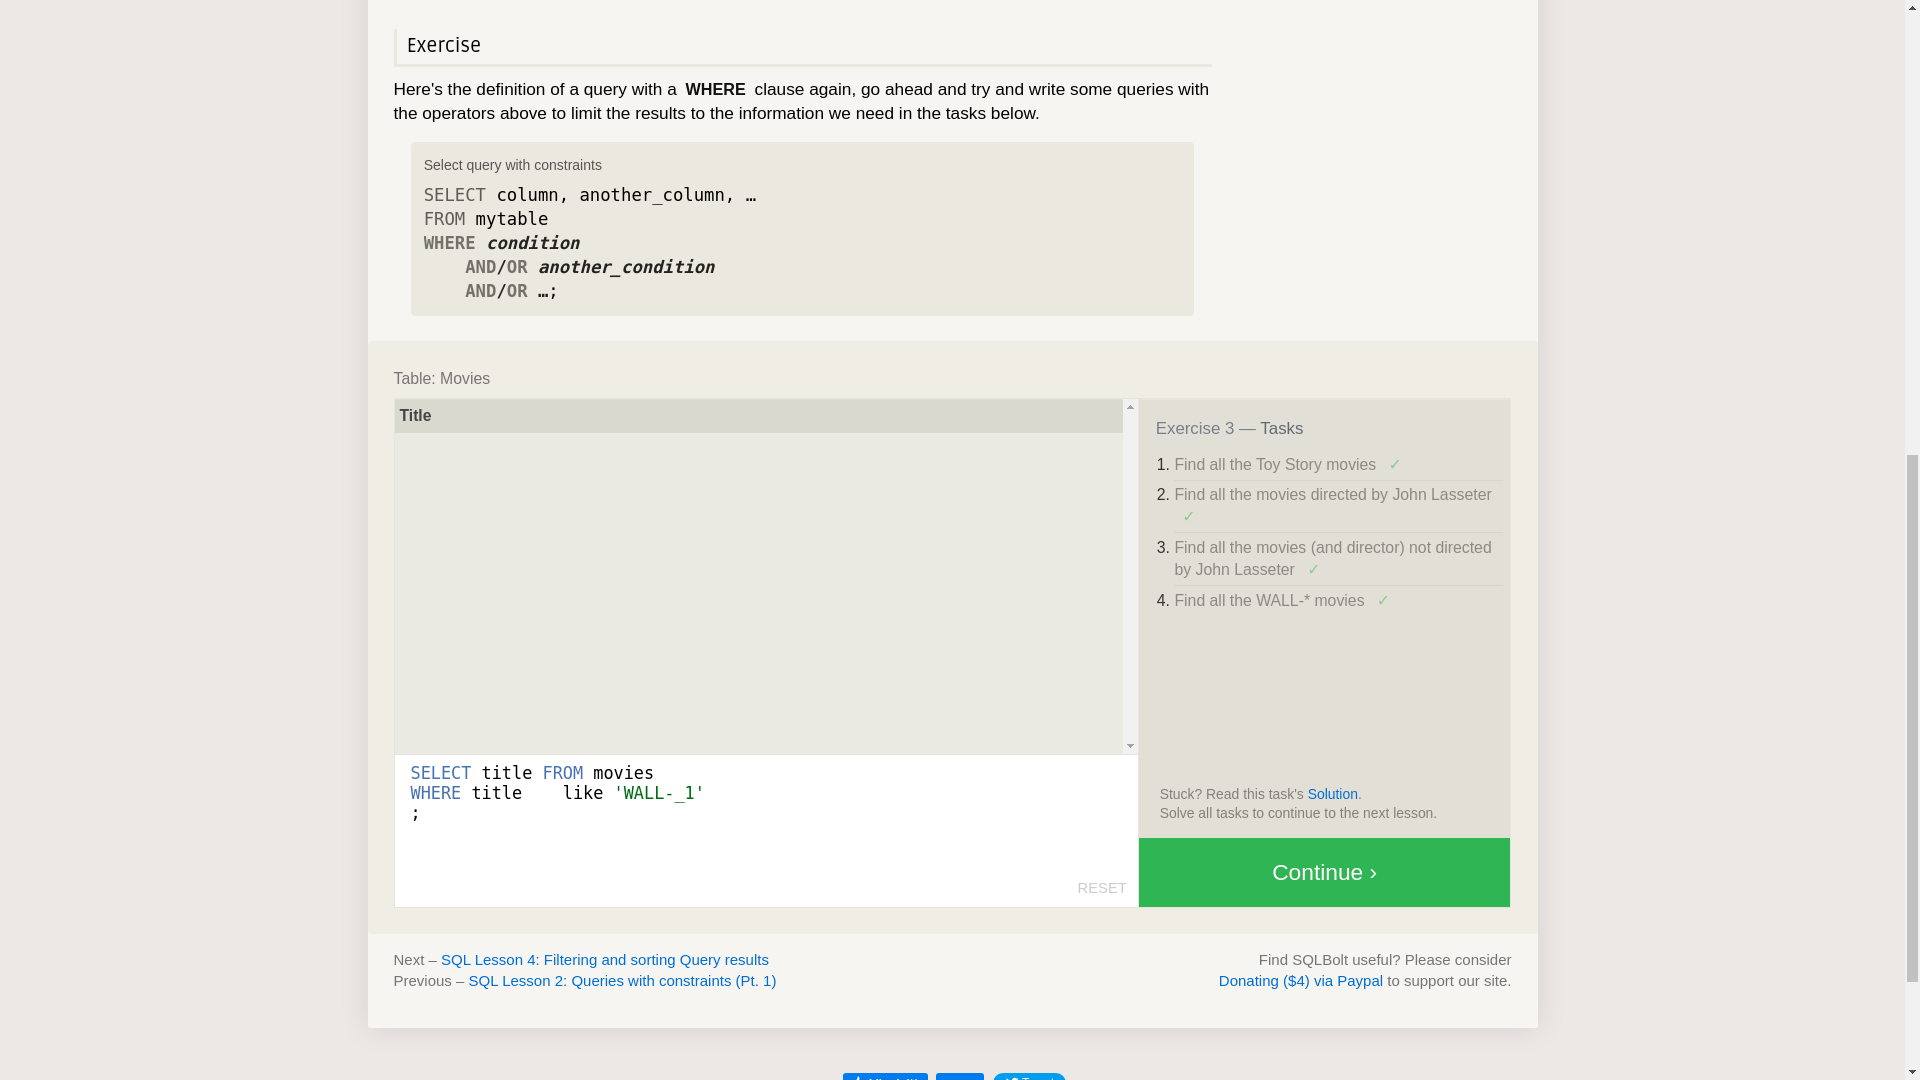 Exercise
Here's the definition of a query with a WHERE clause again, go ahead and try and write some queries with
the operators above to limit the results to the information we need in the tasks below.
Select query with constraints
SELECT column, another_column, …
FROM mytable
WHERE condition
AND/OR another_condition
AND/OR …;
Table: Movies
Title
Exercise 3 — Tasks
1. Find all the Toy Story movies ✓
2. Find all the movies directed by John Lasseter
✓
3. Find all the movies (and director) not directed
by John Lasseter ✓
4. Find all the WALL-* movies ✓
SELECT title FROM movies
WHERE title    like 'WALL-_1'
;
RESET
Stuck? Read this task's Solution.
Solve all tasks to continue to the next lesson.
Continue ›
Next – SQL Lesson 4: Filtering and sorting Query results
Previous – SQL Lesson 2: Queries with constraints (Pt. 1)
Find SQLBolt useful? Please consider
Donating ($4) via Paypal to support our site.